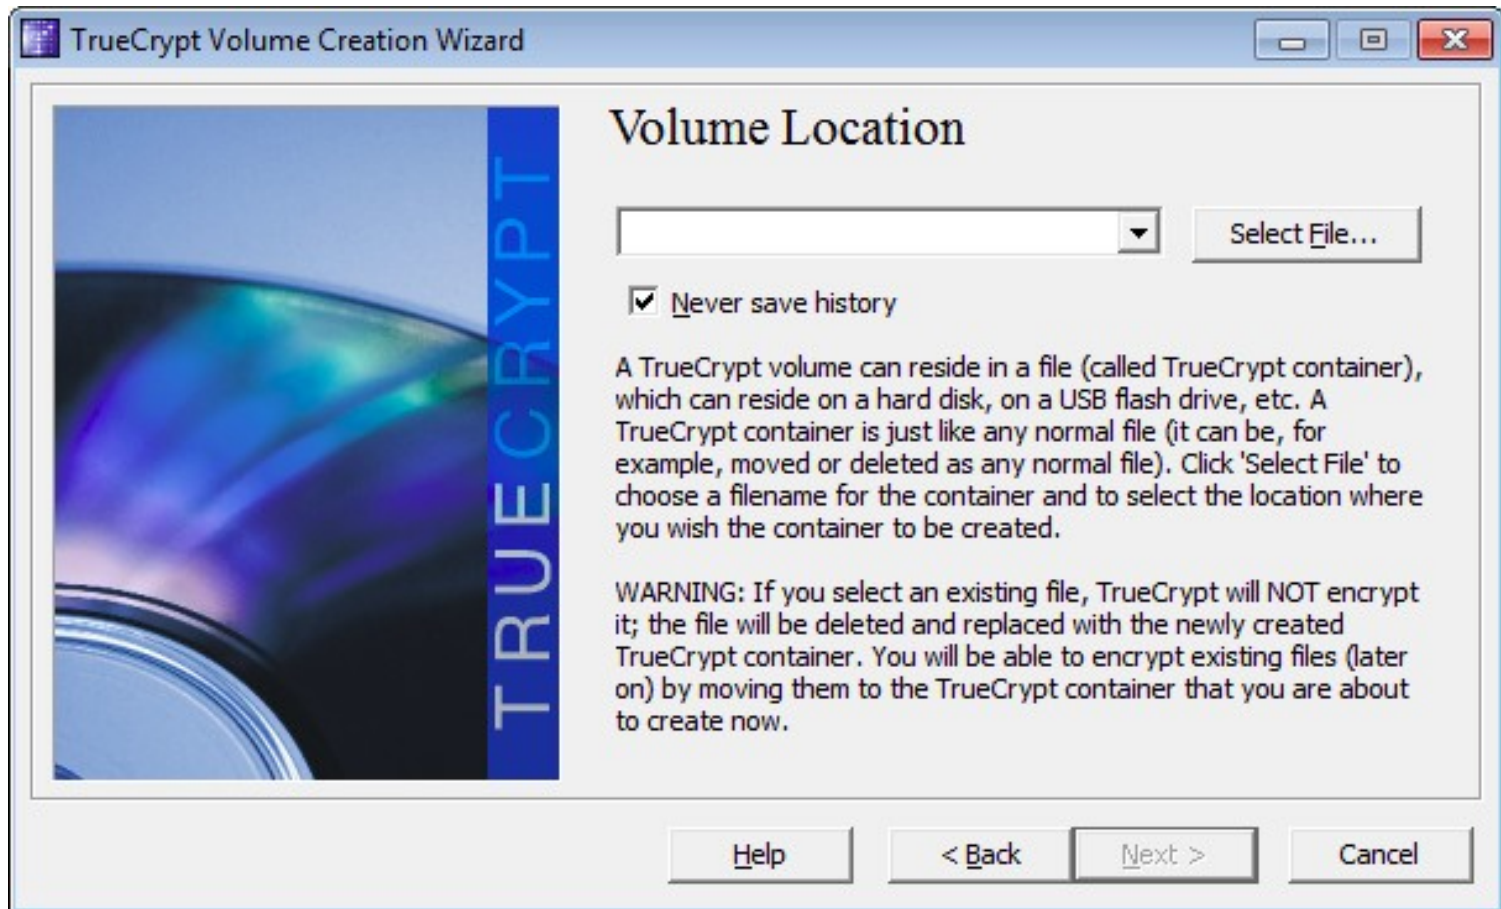 TrueCrypt Volume Creation Wizard
TRUECRYPT
Volume Location
Select File...
Never save history
A TrueCrypt volume can reside in a file (called TrueCrypt container),
which can reside on a hard disk, on a USB flash drive, etc. A
TrueCrypt container is just like any normal file (it can be, for
example, moved or deleted as any normal file). Click 'Select File' to
choose a filename for the container and to select the location where
you wish the container to be created.
WARNING: If you select an existing file, TrueCrypt will NOT encrypt
it; the file will be deleted and replaced with the newly created
TrueCrypt container. You will be able to encrypt existing files (later
on) by moving them to the TrueCrypt container that you are about
to create now.
Help
< Back
Next >
Cancel